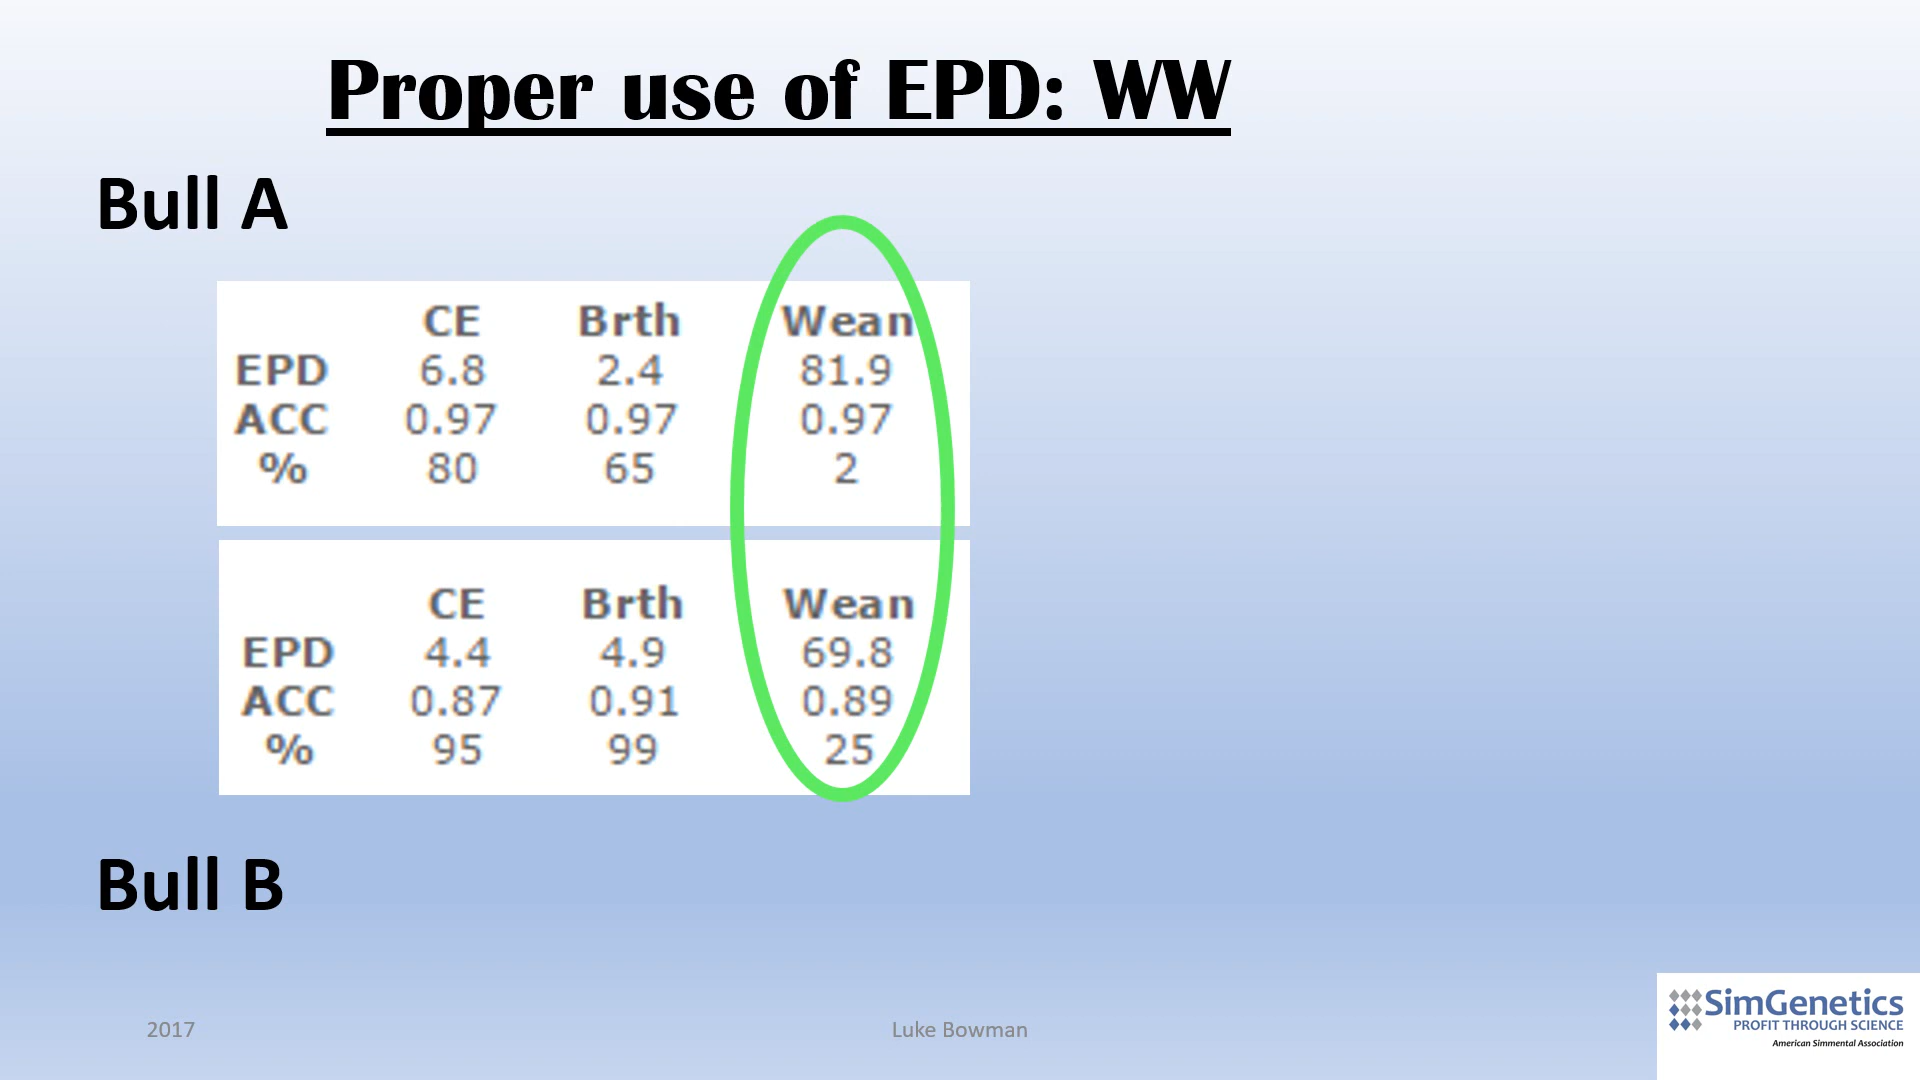 Proper use of EPD: WW
Bull A
CE Brth Wean
EPD 6.8 2.4 81.9
ACC 0.97 0.97 0.97
% 80 65 2
CE Brth Wean
EPD 4.4 4.9 69.8
ACC 0.87 0.91 0.89
% 95 99 25
Bull B
2017 Luke Bowman
SimGenetics
PROFIT THROUGH SCIENCE
American Simmental Association